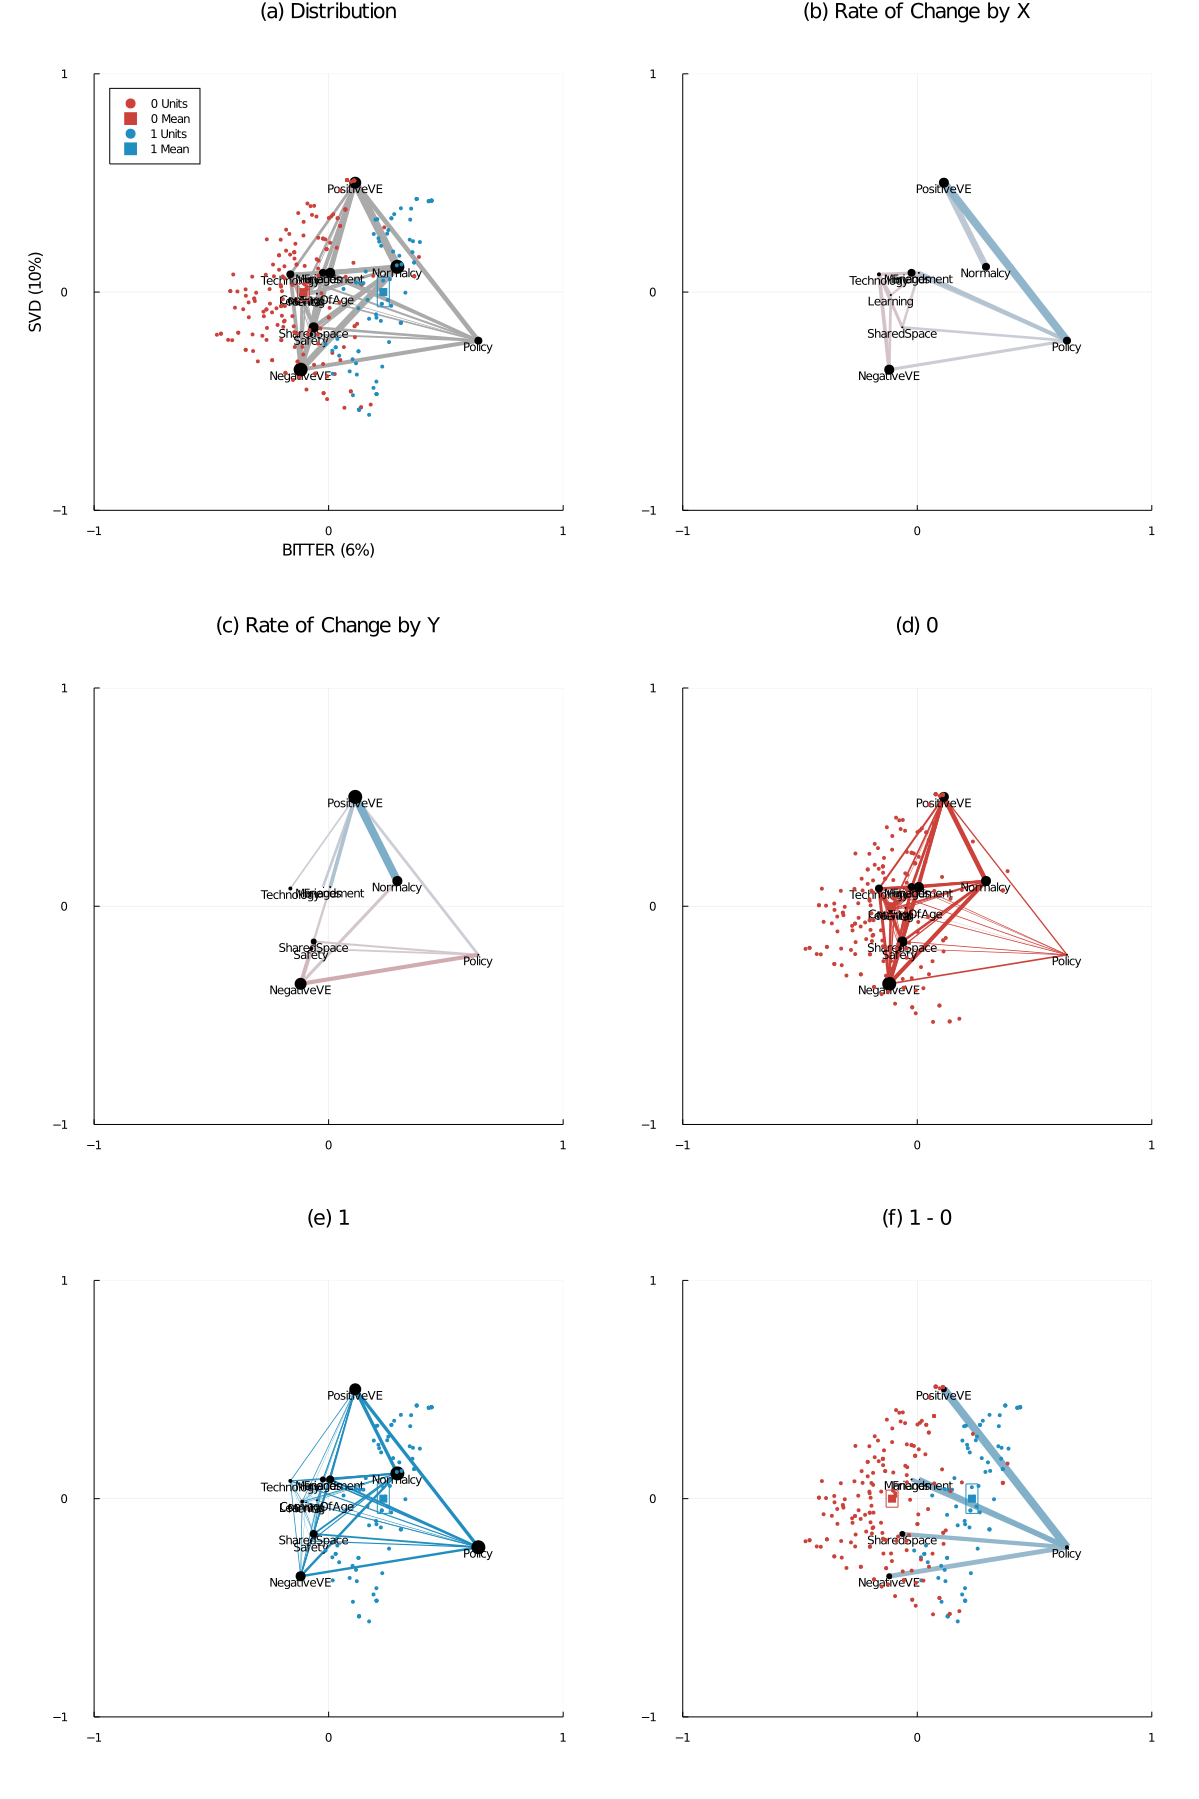 (a) Distribution
(b) Rate of Change by X
1
0 Units
0 Mean
1 Units
1 Mean
PositiveVE
Normalcy
Technology
SharedSpace
Safety
NegativeVE
Policy
0
−1
−1
0
1
SVD (10%)
BITTER (6%)
1
PositiveVE
Normalcy
Technology
Learning
SharedSpace
Policy
NegativeVE
0
−1
−1
0
1
(c) Rate of Change by Y
(d) 0
1
PositiveVE
Normalcy
Technology
SharedSpace
Safety
Policy
NegativeVE
0
−1
−1
0
1
1
PositiveVE
Normalcy
Technology
SharedSpace
Safety
Policy
NegativeVE
0
−1
−1
0
1
(e) 1
(f) 1 - 0
1
PositiveVE
Normalcy
Technology
SharedSpace
Safety
Policy
NegativeVE
0
−1
−1
0
1
1
PositiveVE
SharedSpace
Policy
NegativeVE
0
−1
−1
0
1